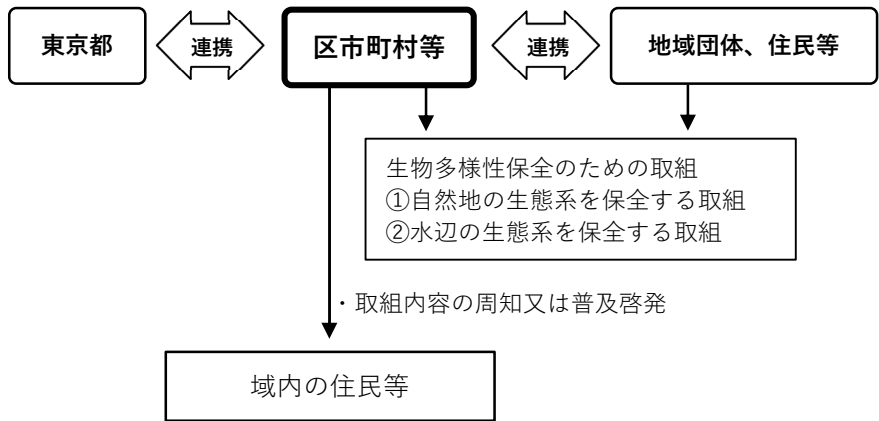 東京都
連携
区市町村等
連携
地域団体、住民等
生物多様性保全のための取組
①自然地の生態系を保全する取組
②水辺の生態系を保全する取組
・取組内容の周知又は普及啓発
域内の住民等